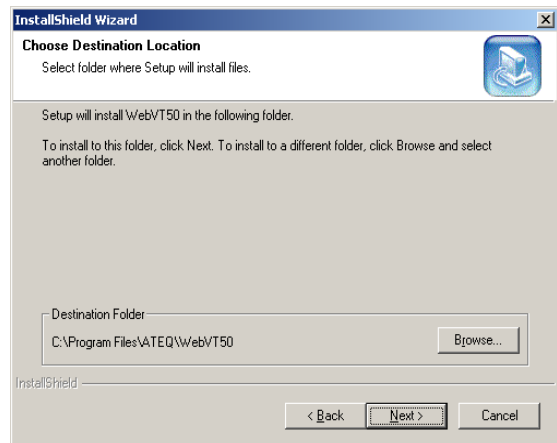 InstallShield Wizard
Choose Destination Location
Select folder where Setup will install files.
Setup will install WebVT50 in the following folder.
To install to this folder, click Next. To install to a different folder, click Browse and select
another folder.
Destination Folder
C:\Program Files\ATEQ\WebVT50
Browse...
InstallShield
< Back
Next >
Cancel